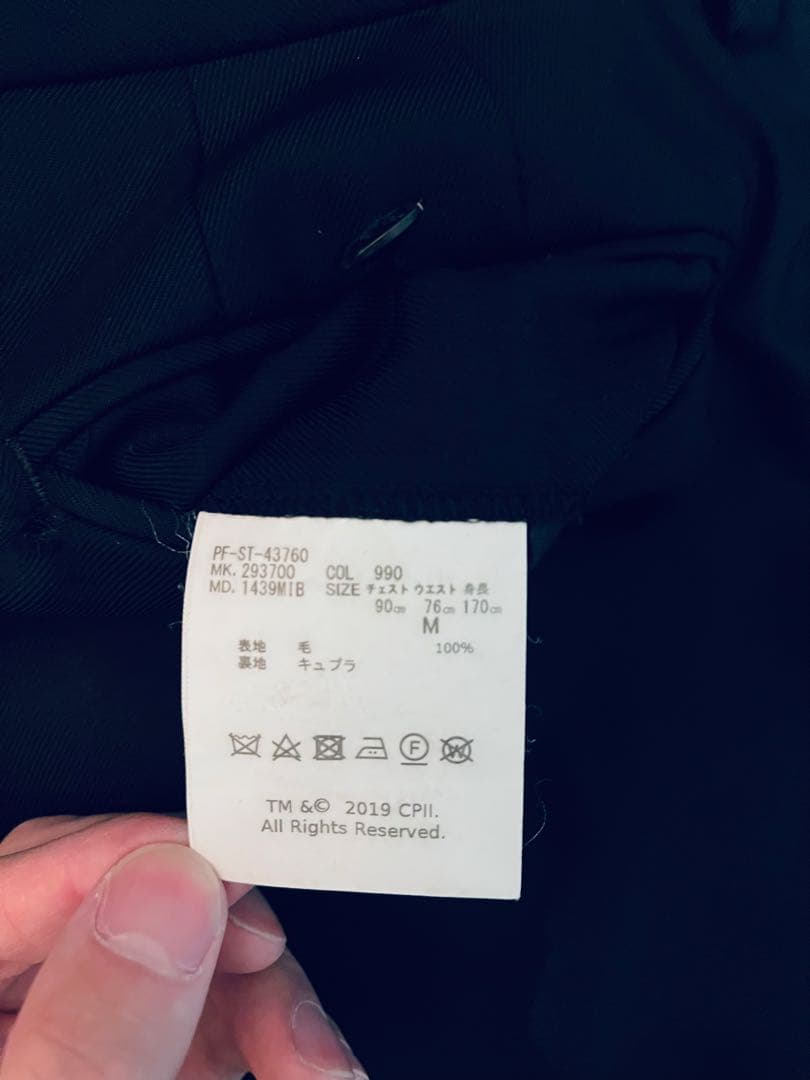 PF-ST-43760
MK. 293700 COL 990
MD. 1439MIB SIZE チェスト ウエスト 身長
90cm 76cm 170cm
M
表地 毛 100%
裏地 キュプラ
F W
TM &© 2019 CPII.
All Rights Reserved.